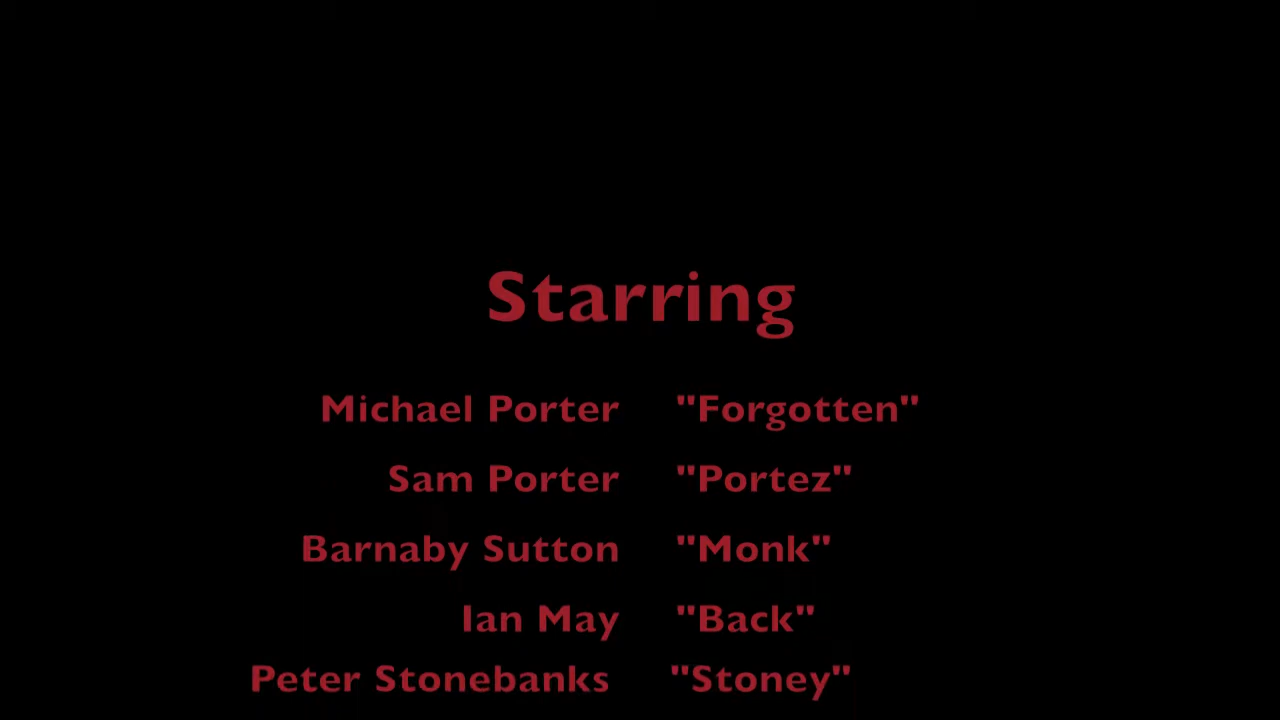 Starring
Michael Porter "Forgotten"
Sam Porter "Portez"
Barnaby Sutton "Monk"
Ian May "Back"
Peter Stonebanks "Stoney"